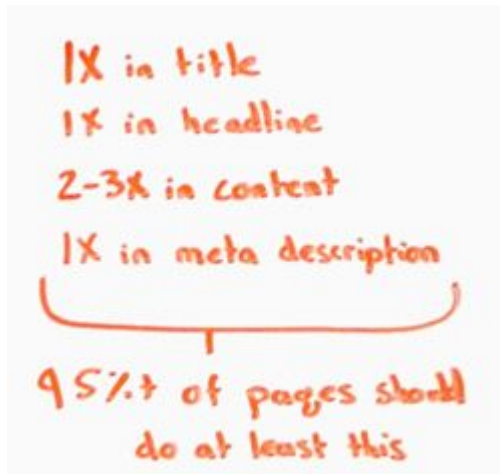 1X in title
1X in headline
2-3X in content
1X in meta description
95%+ of pages should
do at least this